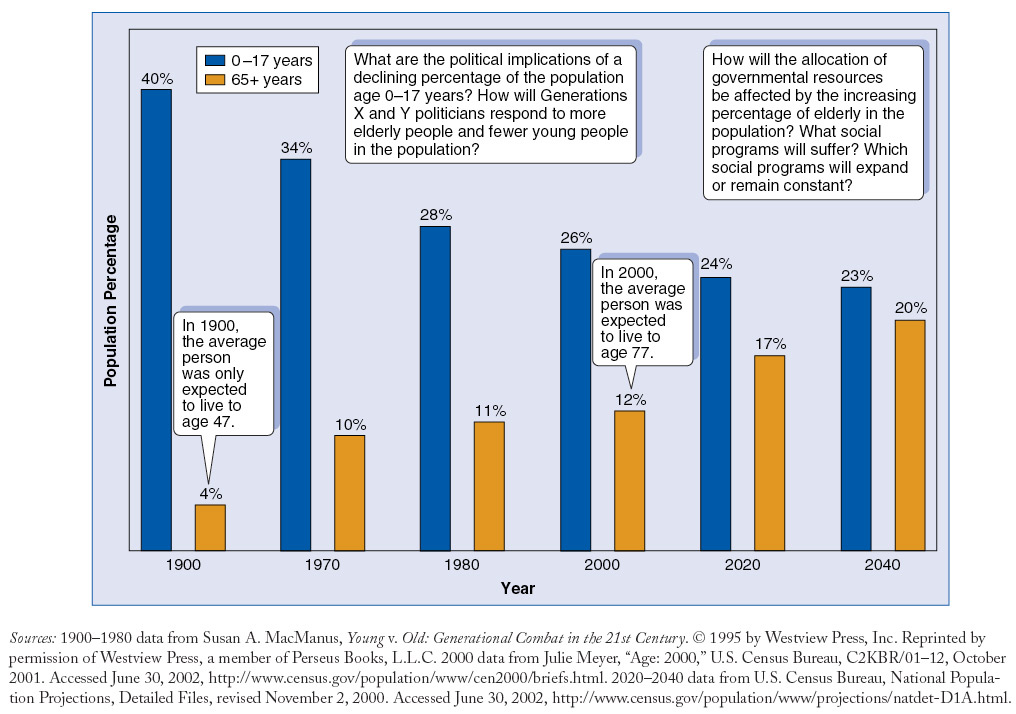 0–17 years
65+ years
What are the political implications of a
declining percentage of the population
age 0–17 years? How will Generations
X and Y politicians respond to more
elderly people and fewer young people
in the population?
How will the allocation of
governmental resources
be affected by the increasing
percentage of elderly in the
population? What social
programs will suffer? Which
social programs will expand
or remain constant?
40%
34%
28%
26%
24%
23%
In 1900,
the average
person
was only
expected
to live to
age 47.
In 2000,
the average
person was
expected
to live to
age 77.
4%
10%
11%
12%
17%
20%
Population Percentage
1900
1970
1980
2000
2020
2040
Year
Sources: 1900–1980 data from Susan A. MacManus, Young v. Old: Generational Combat in the 21st Century. © 1995 by Westview Press, Inc. Reprinted by
permission of Westview Press, a member of Perseus Books, L.L.C. 2000 data from Julie Meyer, “Age: 2000,” U.S. Census Bureau, C2KBR/01–12, October
2001. Accessed June 30, 2002, http://www.census.gov/population/www/cen2000/briefs.html. 2020–2040 data from U.S. Census Bureau, National Popula-
tion Projections, Detailed Files, revised November 2, 2000. Accessed June 30, 2002, http://www.census.gov/population/www/projections/natdet-D1A.html.